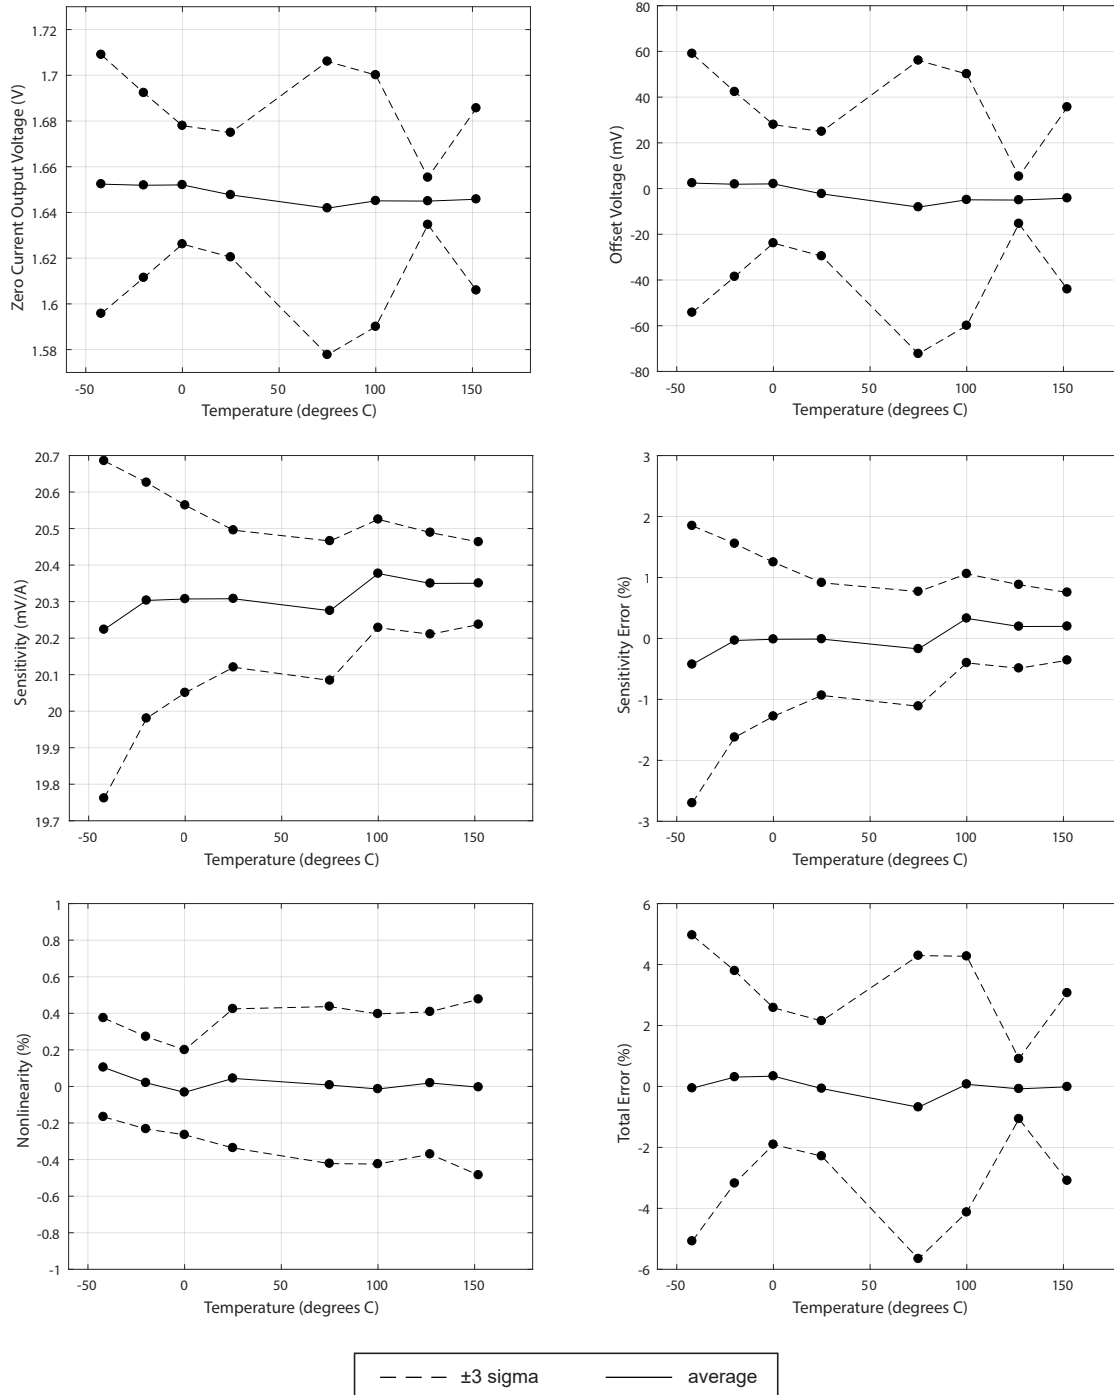 1.72
1.7
1.68
1.66
1.64
1.62
1.6
1.58
Zero Current Output Voltage (V)
-50 0 50 100 150
Temperature (degrees C)
80
60
40
20
0
-20
-40
-60
-80
Offset Voltage (mV)
-50 0 50 100 150
Temperature (degrees C)
20.7
20.6
20.5
20.4
20.3
20.2
20.1
20
19.9
19.8
19.7
Sensitivity (mV/A)
-50 0 50 100 150
Temperature (degrees C)
3
2
1
0
-1
-2
-3
Sensitivity Error (%)
-50 0 50 100 150
Temperature (degrees C)
1
0.8
0.6
0.4
0.2
0
-0.2
-0.4
-0.6
-0.8
-1
Nonlinearity (%)
-50 0 50 100 150
Temperature (degrees C)
6
4
2
0
-2
-4
-6
Total Error (%)
-50 0 50 100 150
Temperature (degrees C)
±3 sigma average